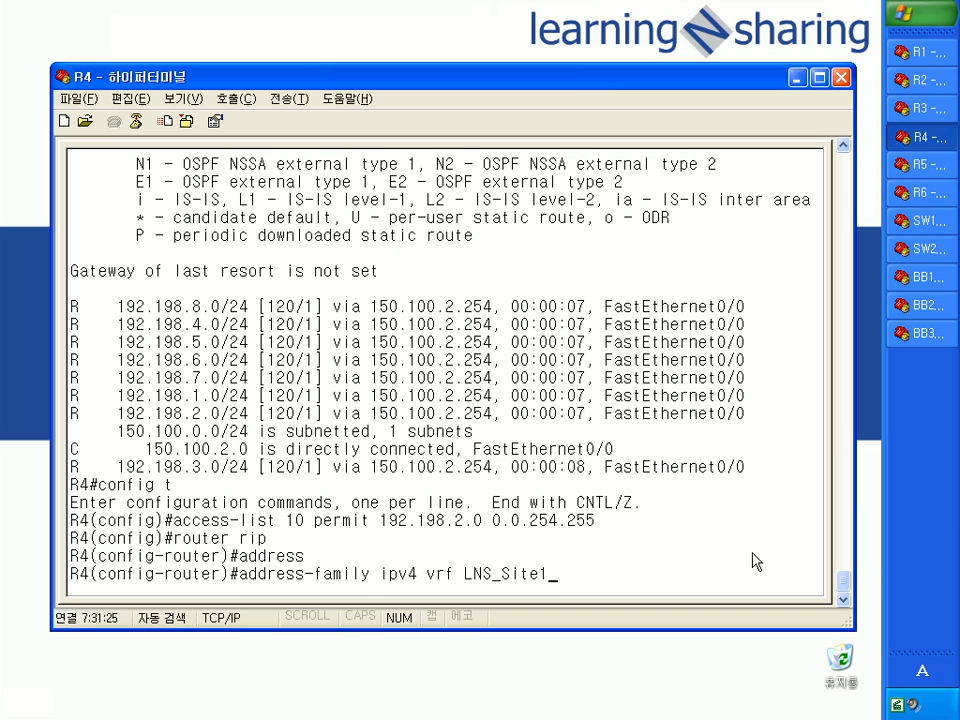 learning N sharing
R4 - 하이퍼터미널
파일(F) 편집(E) 보기(V) 호출(C) 전송(T) 도움말(H)
N1 - OSPF NSSA external type 1, N2 - OSPF NSSA external type 2
E1 - OSPF external type 1, E2 - OSPF external type 2
i - IS-IS, L1 - IS-IS level-1, L2 - IS-IS level-2, ia - IS-IS inter area
* - candidate default, U - per-user static route, o - ODR
P - periodic downloaded static route
Gateway of last resort is not set
R 192.198.8.0/24 [120/1] via 150.100.2.254, 00:00:07, FastEthernet0/0
R 192.198.4.0/24 [120/1] via 150.100.2.254, 00:00:07, FastEthernet0/0
R 192.198.5.0/24 [120/1] via 150.100.2.254, 00:00:07, FastEthernet0/0
R 192.198.6.0/24 [120/1] via 150.100.2.254, 00:00:07, FastEthernet0/0
R 192.198.7.0/24 [120/1] via 150.100.2.254, 00:00:07, FastEthernet0/0
R 192.198.1.0/24 [120/1] via 150.100.2.254, 00:00:07, FastEthernet0/0
R 192.198.2.0/24 [120/1] via 150.100.2.254, 00:00:07, FastEthernet0/0
150.100.0.0/24 is subnetted, 1 subnets
C 150.100.2.0 is directly connected, FastEthernet0/0
R 192.198.3.0/24 [120/1] via 150.100.2.254, 00:00:08, FastEthernet0/0
R4#config t
Enter configuration commands, one per line. End with CNTL/Z.
R4(config)#access-list 10 permit 192.198.2.0 0.0.254.255
R4(config)#router rip
R4(config-router)#address
R4(config-router)#address-family ipv4 vrf LNS_Site1_
연결 7:31:25 자동 검색 TCP/IP SCROLL CAPS NUM 캡 에코
휴지통
R1 -...
R2 -...
R3 -...
R4 -...
R5 -...
R6 -...
SW1...
SW2...
BB1...
BB2...
BB3...
A